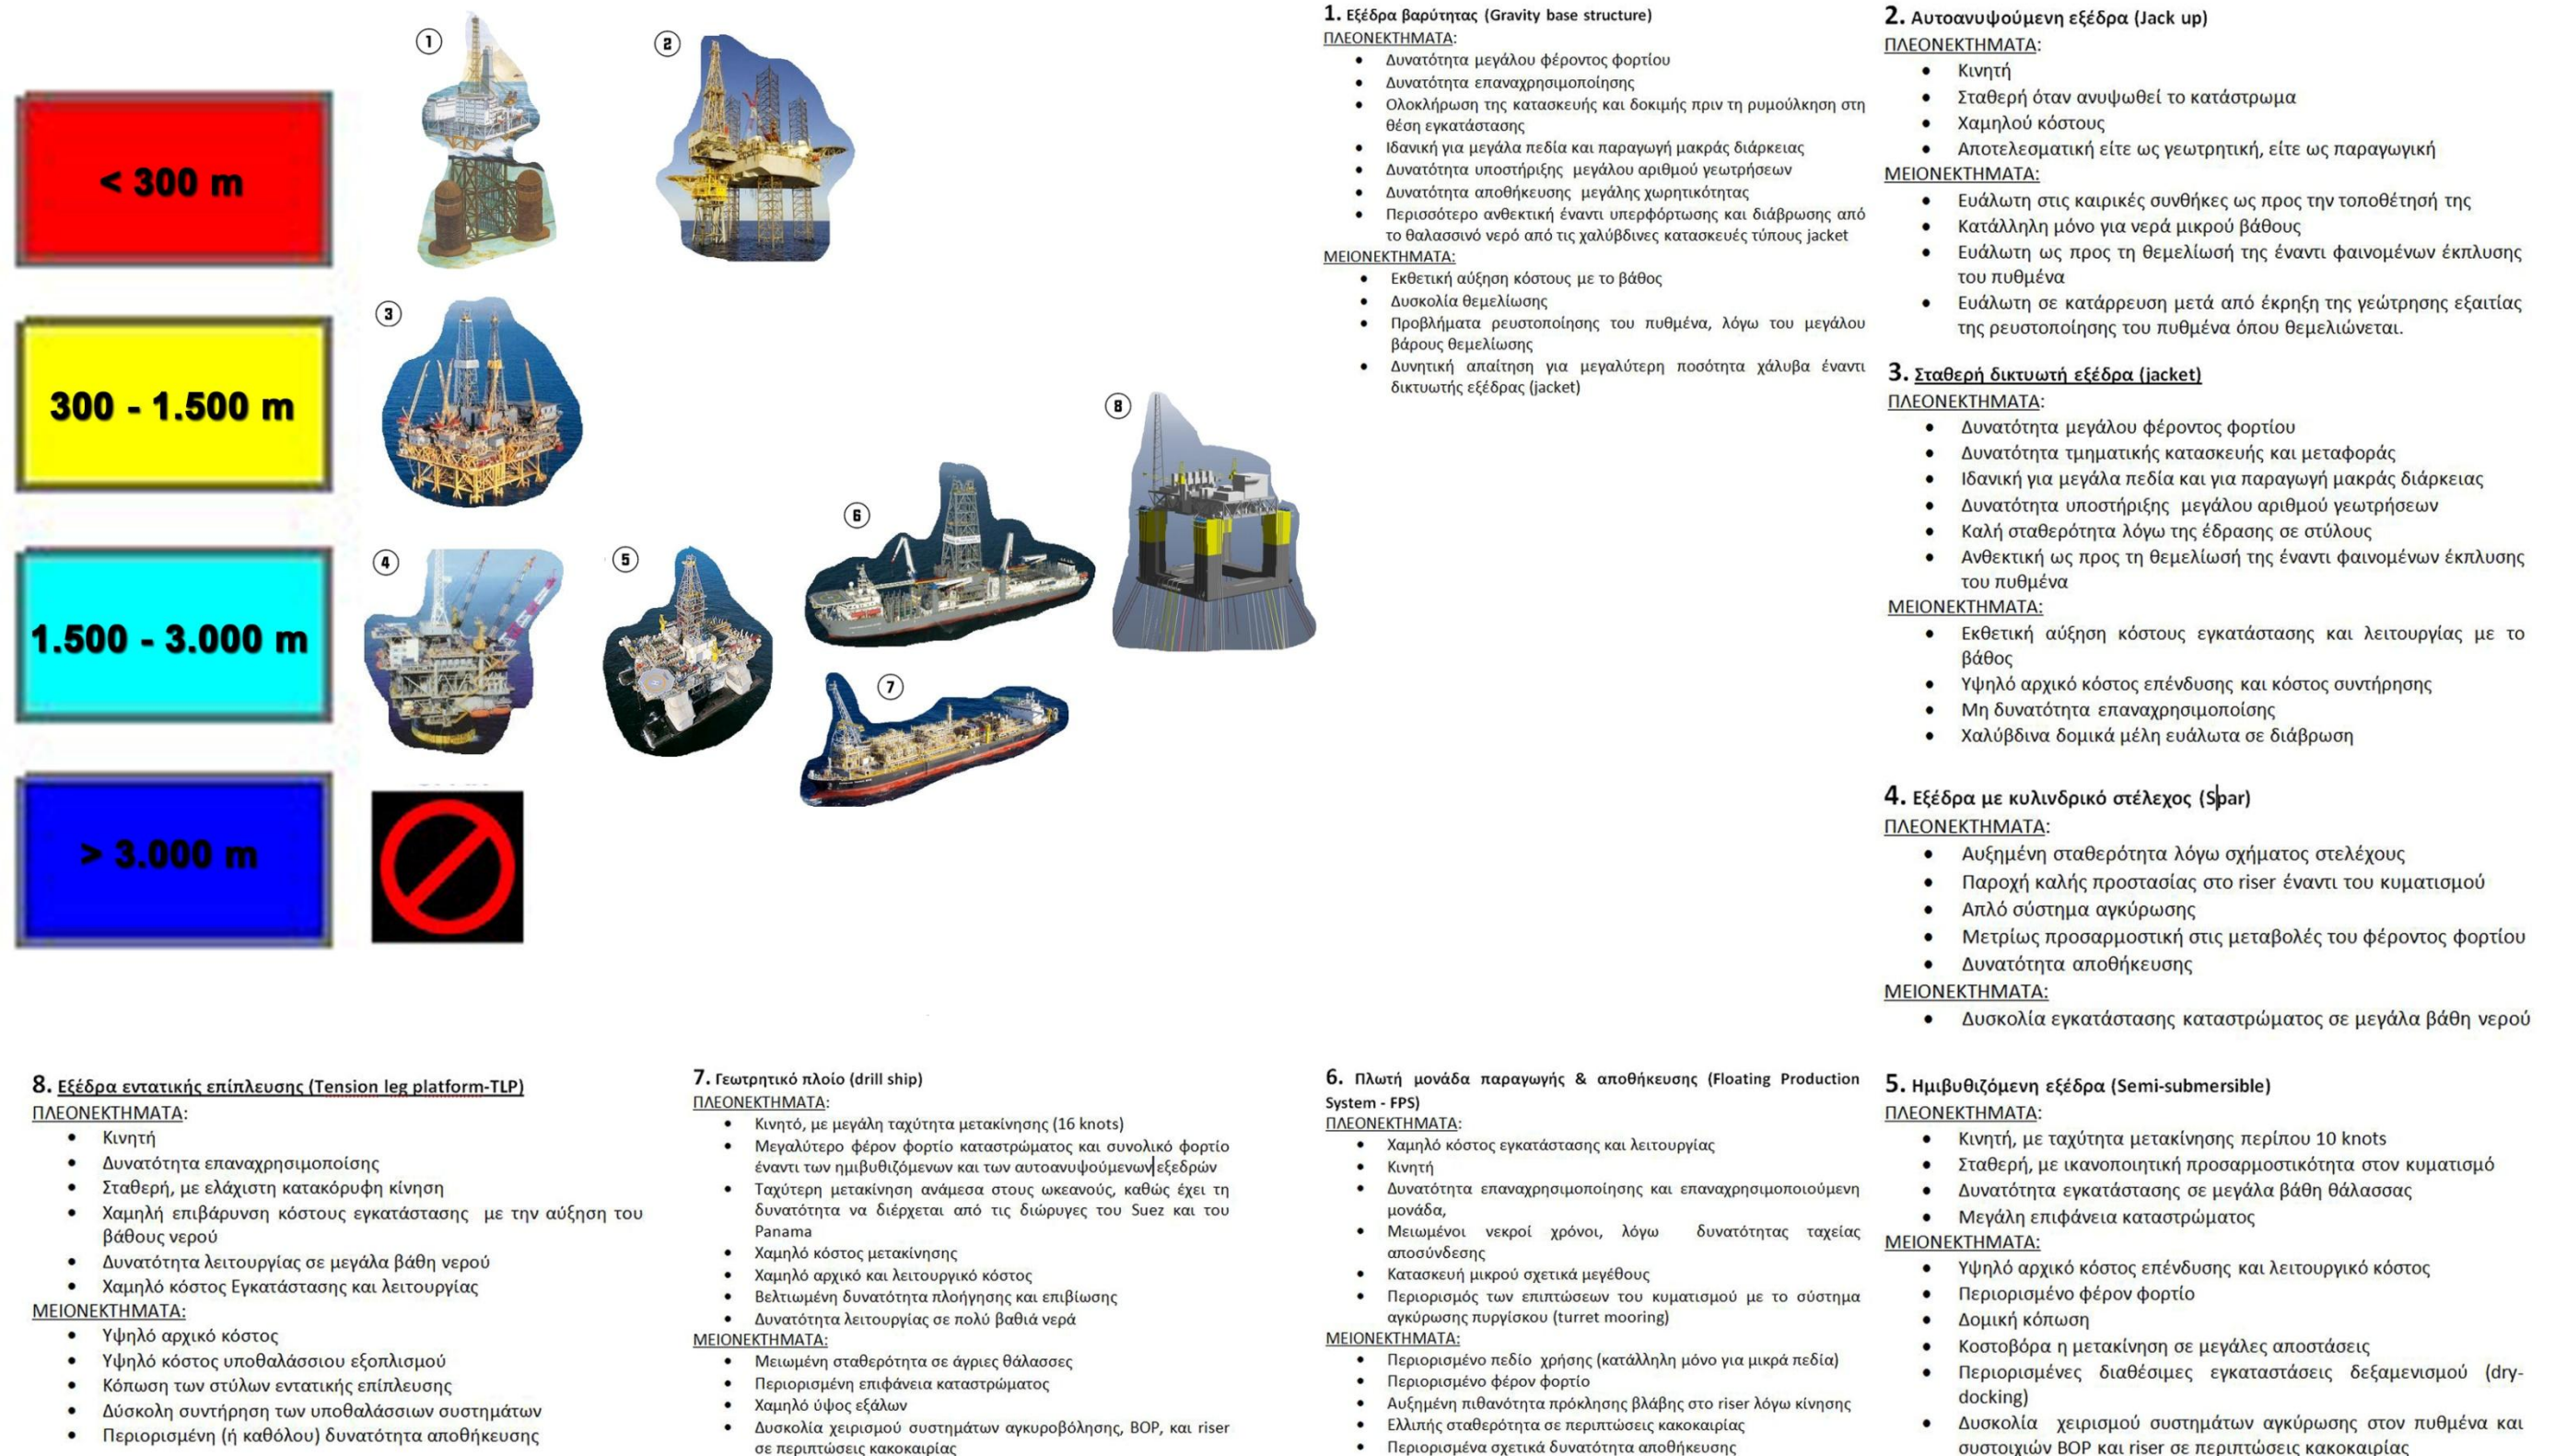 < 300 m
300 - 1.500 m
1.500 - 3.000 m
> 3.000 m
1
2
3
4
5
6
7
8
1. Εξέδρα βαρύτητας (Gravity base structure)
ΠΛΕΟΝΕΚΤΗΜΑΤΑ:
• Δυνατότητα μεγάλου φέροντος φορτίου
• Δυνατότητα επαναχρησιμοποίησης
• Ολοκλήρωση της κατασκευής και δοκιμής πριν τη ρυμούλκηση στη
θέση εγκατάστασης
• Ιδανική για μεγάλα πεδία και παραγωγή μακράς διάρκειας
• Δυνατότητα υποστήριξης μεγάλου αριθμού γεωτρήσεων
• Δυνατότητα αποθήκευσης μεγάλης χωρητικότητας
• Περισσότερο ανθεκτική έναντι υπερφόρτωσης και διάβρωσης από
το θαλασσινό νερό από τις χαλύβδινες κατασκευές τύπους jacket
ΜΕΙΟΝΕΚΤΗΜΑΤΑ:
• Εκθετική αύξηση κόστους με το βάθος
• Δυσκολία θεμελίωσης
• Προβλήματα ρευστοποίησης του πυθμένα, λόγω του μεγάλου
βάρους θεμελίωσης
• Δυνητική απαίτηση για μεγαλύτερη ποσότητα χάλυβα έναντι
δικτυωτής εξέδρας (jacket)
2. Αυτοανυψούμενη εξέδρα (Jack up)
ΠΛΕΟΝΕΚΤΗΜΑΤΑ:
• Κινητή
• Σταθερή όταν ανυψωθεί το κατάστρωμα
• Χαμηλού κόστους
• Αποτελεσματική είτε ως γεωτρητική, είτε ως παραγωγική
ΜΕΙΟΝΕΚΤΗΜΑΤΑ:
• Ευάλωτη στις καιρικές συνθήκες ως προς την τοποθέτησή της
• Κατάλληλη μόνο για νερά μικρού βάθους
• Ευάλωτη ως προς τη θεμελίωσή της έναντι φαινομένων έκπλυσης
του πυθμένα
• Ευάλωτη σε κατάρρευση μετά από έκρηξη της γεώτρησης εξαιτίας
της ρευστοποίησης του πυθμένα όπου θεμελιώνεται.
3. Σταθερή δικτυωτή εξέδρα (jacket)
ΠΛΕΟΝΕΚΤΗΜΑΤΑ:
• Δυνατότητα μεγάλου φέροντος φορτίου
• Δυνατότητα τμηματικής κατασκευής και μεταφοράς
• Ιδανική για μεγάλα πεδία και για παραγωγή μακράς διάρκειας
• Δυνατότητα υποστήριξης μεγάλου αριθμού γεωτρήσεων
• Καλή σταθερότητα λόγω της έδρασης σε στύλους
• Ανθεκτική ως προς τη θεμελίωσή της έναντι φαινομένων έκπλυσης
του πυθμένα
ΜΕΙΟΝΕΚΤΗΜΑΤΑ:
• Εκθετική αύξηση κόστους εγκατάστασης και λειτουργίας με το
βάθος
• Υψηλό αρχικό κόστος επένδυσης και κόστος συντήρησης
• Μη δυνατότητα επαναχρησιμοποίσης
• Χαλύβδινα δομικά μέλη ευάλωτα σε διάβρωση
4. Εξέδρα με κυλινδρικό στέλεχος (Spar)
ΠΛΕΟΝΕΚΤΗΜΑΤΑ:
• Αυξημένη σταθερότητα λόγω σχήματος στελέχους
• Παροχή καλής προστασίας στο riser έναντι του κυματισμού
• Απλό σύστημα αγκύρωσης
• Μετρίως προσαρμοστική στις μεταβολές του φέροντος φορτίου
• Δυνατότητα αποθήκευσης
ΜΕΙΟΝΕΚΤΗΜΑΤΑ:
• Δυσκολία εγκατάστασης καταστρώματος σε μεγάλα βάθη νερού
8. Εξέδρα εντατικής επίπλευσης (Tension leg platform-TLP)
ΠΛΕΟΝΕΚΤΗΜΑΤΑ:
• Κινητή
• Δυνατότητα επαναχρησιμοποίσης
• Σταθερή, με ελάχιστη κατακόρυφη κίνηση
• Χαμηλή επιβάρυνση κόστους εγκατάστασης με την αύξηση του
βάθους νερού
• Δυνατότητα λειτουργίας σε μεγάλα βάθη νερού
• Χαμηλό κόστος Εγκατάστασης και λειτουργίας
ΜΕΙΟΝΕΚΤΗΜΑΤΑ:
• Υψηλό αρχικό κόστος
• Υψηλό κόστος υποθαλάσσιου εξοπλισμού
• Κόπωση των στύλων εντατικής επίπλευσης
• Δύσκολη συντήρηση των υποθαλάσσιων συστημάτων
• Περιορισμένη (ή καθόλου) δυνατότητα αποθήκευσης
7. Γεωτρητικό πλοίο (drill ship)
ΠΛΕΟΝΕΚΤΗΜΑΤΑ:
• Κινητό, με μεγάλη ταχύτητα μετακίνησης (16 knots)
• Μεγαλύτερο φέρον φορτίο καταστρώματος και συνολικό φορτίο
έναντι των ημιβυθιζόμενων και των αυτοανυψούμενων εξεδρών
• Ταχύτερη μετακίνηση ανάμεσα στους ωκεανούς, καθώς έχει τη
δυνατότητα να διέρχεται από τις διώρυγες του Suez και του
Panama
• Χαμηλό κόστος μετακίνησης
• Χαμηλό αρχικό και λειτουργικό κόστος
• Βελτιωμένη δυνατότητα πλοήγησης και επιβίωσης
• Δυνατότητα λειτουργίας σε πολύ βαθιά νερά
ΜΕΙΟΝΕΚΤΗΜΑΤΑ:
• Μειωμένη σταθερότητα σε άγριες θάλασσες
• Περιορισμένη επιφάνεια καταστρώματος
• Χαμηλό ύψος εξάλων
• Δυσκολία χειρισμού συστημάτων αγκυροβόλησης, BOP, και riser
σε περιπτώσεις κακοκαιρίας
6. Πλωτή μονάδα παραγωγής & αποθήκευσης (Floating Production
System - FPS)
ΠΛΕΟΝΕΚΤΗΜΑΤΑ:
• Χαμηλό κόστος εγκατάστασης και λειτουργίας
• Κινητή
• Δυνατότητα επαναχρησιμοποίησης και επαναχρησιμοποιούμενη
μονάδα,
• Μειωμένοι νεκροί χρόνοι, λόγω δυνατότητας ταχείας
αποσύνδεσης
• Κατασκευή μικρού σχετικά μεγέθους
• Περιορισμός των επιπτώσεων του κυματισμού με το σύστημα
αγκύρωσης πυργίσκου (turret mooring)
ΜΕΙΟΝΕΚΤΗΜΑΤΑ:
• Περιορισμένο πεδίο χρήσης (κατάλληλη μόνο για μικρά πεδία)
• Περιορισμένο φέρον φορτίο
• Αυξημένη πιθανότητα πρόκλησης βλάβης στο riser λόγω κίνησης
• Ελλιπής σταθερότητα σε περιπτώσεις κακοκαιρίας
• Περιορισμένα σχετικά δυνατότητα αποθήκευσης
5. Ημιβυθιζόμενη εξέδρα (Semi-submersible)
ΠΛΕΟΝΕΚΤΗΜΑΤΑ:
• Κινητή, με ταχύτητα μετακίνησης περίπου 10 knots
• Σταθερή, με ικανοποιητική προσαρμοστικότητα στον κυματισμό
• Δυνατότητα εγκατάστασης σε μεγάλα βάθη θάλασσας
• Μεγάλη επιφάνεια καταστρώματος
ΜΕΙΟΝΕΚΤΗΜΑΤΑ:
• Υψηλό αρχικό κόστος επένδυσης και λειτουργικό κόστος
• Περιορισμένο φέρον φορτίο
• Δομική κόπωση
• Κοστοβόρα η μετακίνηση σε μεγάλες αποστάσεις
• Περιορισμένες διαθέσιμες εγκαταστάσεις δεξαμενισμού (dry-
docking)
• Δυσκολία χειρισμού συστημάτων αγκύρωσης στον πυθμένα και
συστοιχιών BOP και riser σε περιπτώσεις κακοκαιρίας